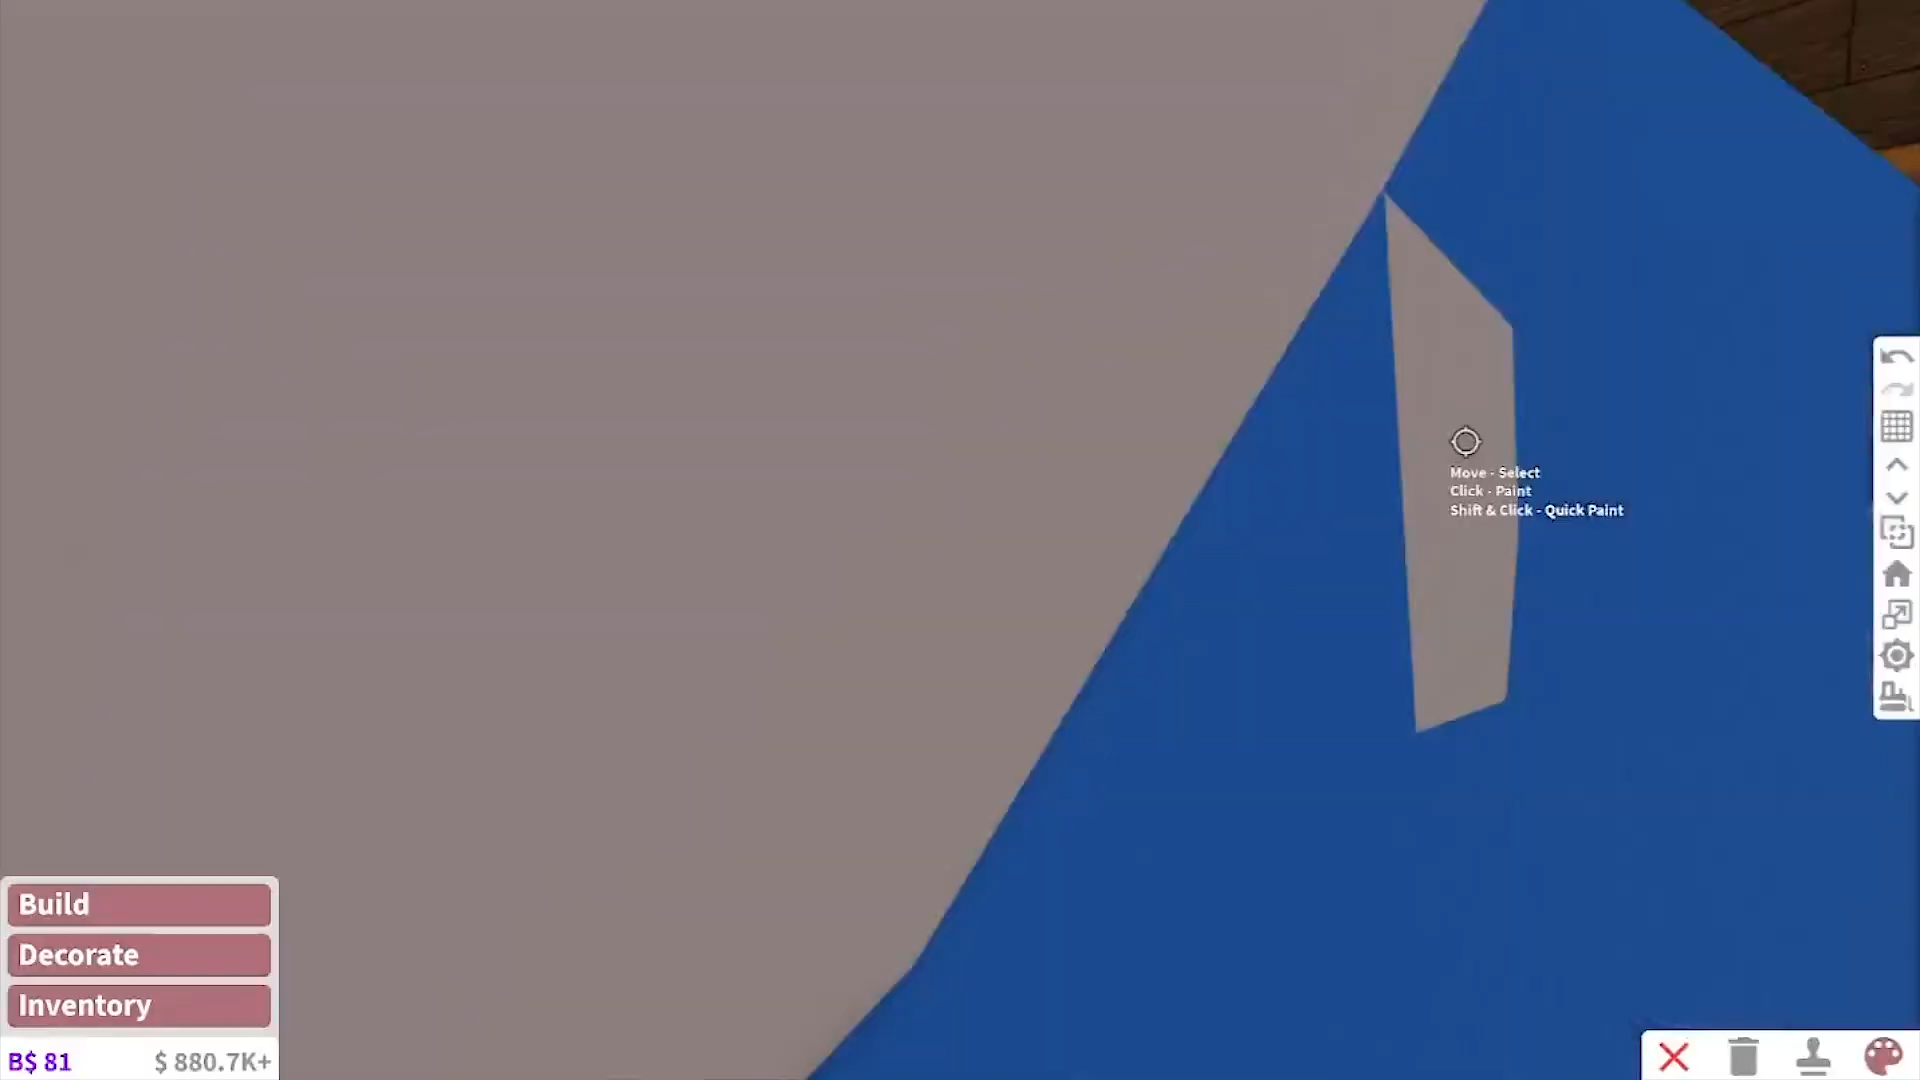 Move - Select
Click - Paint
Shift & Click - Quick Paint
Build
Decorate
Inventory
B$ 81 $ 880.7K+